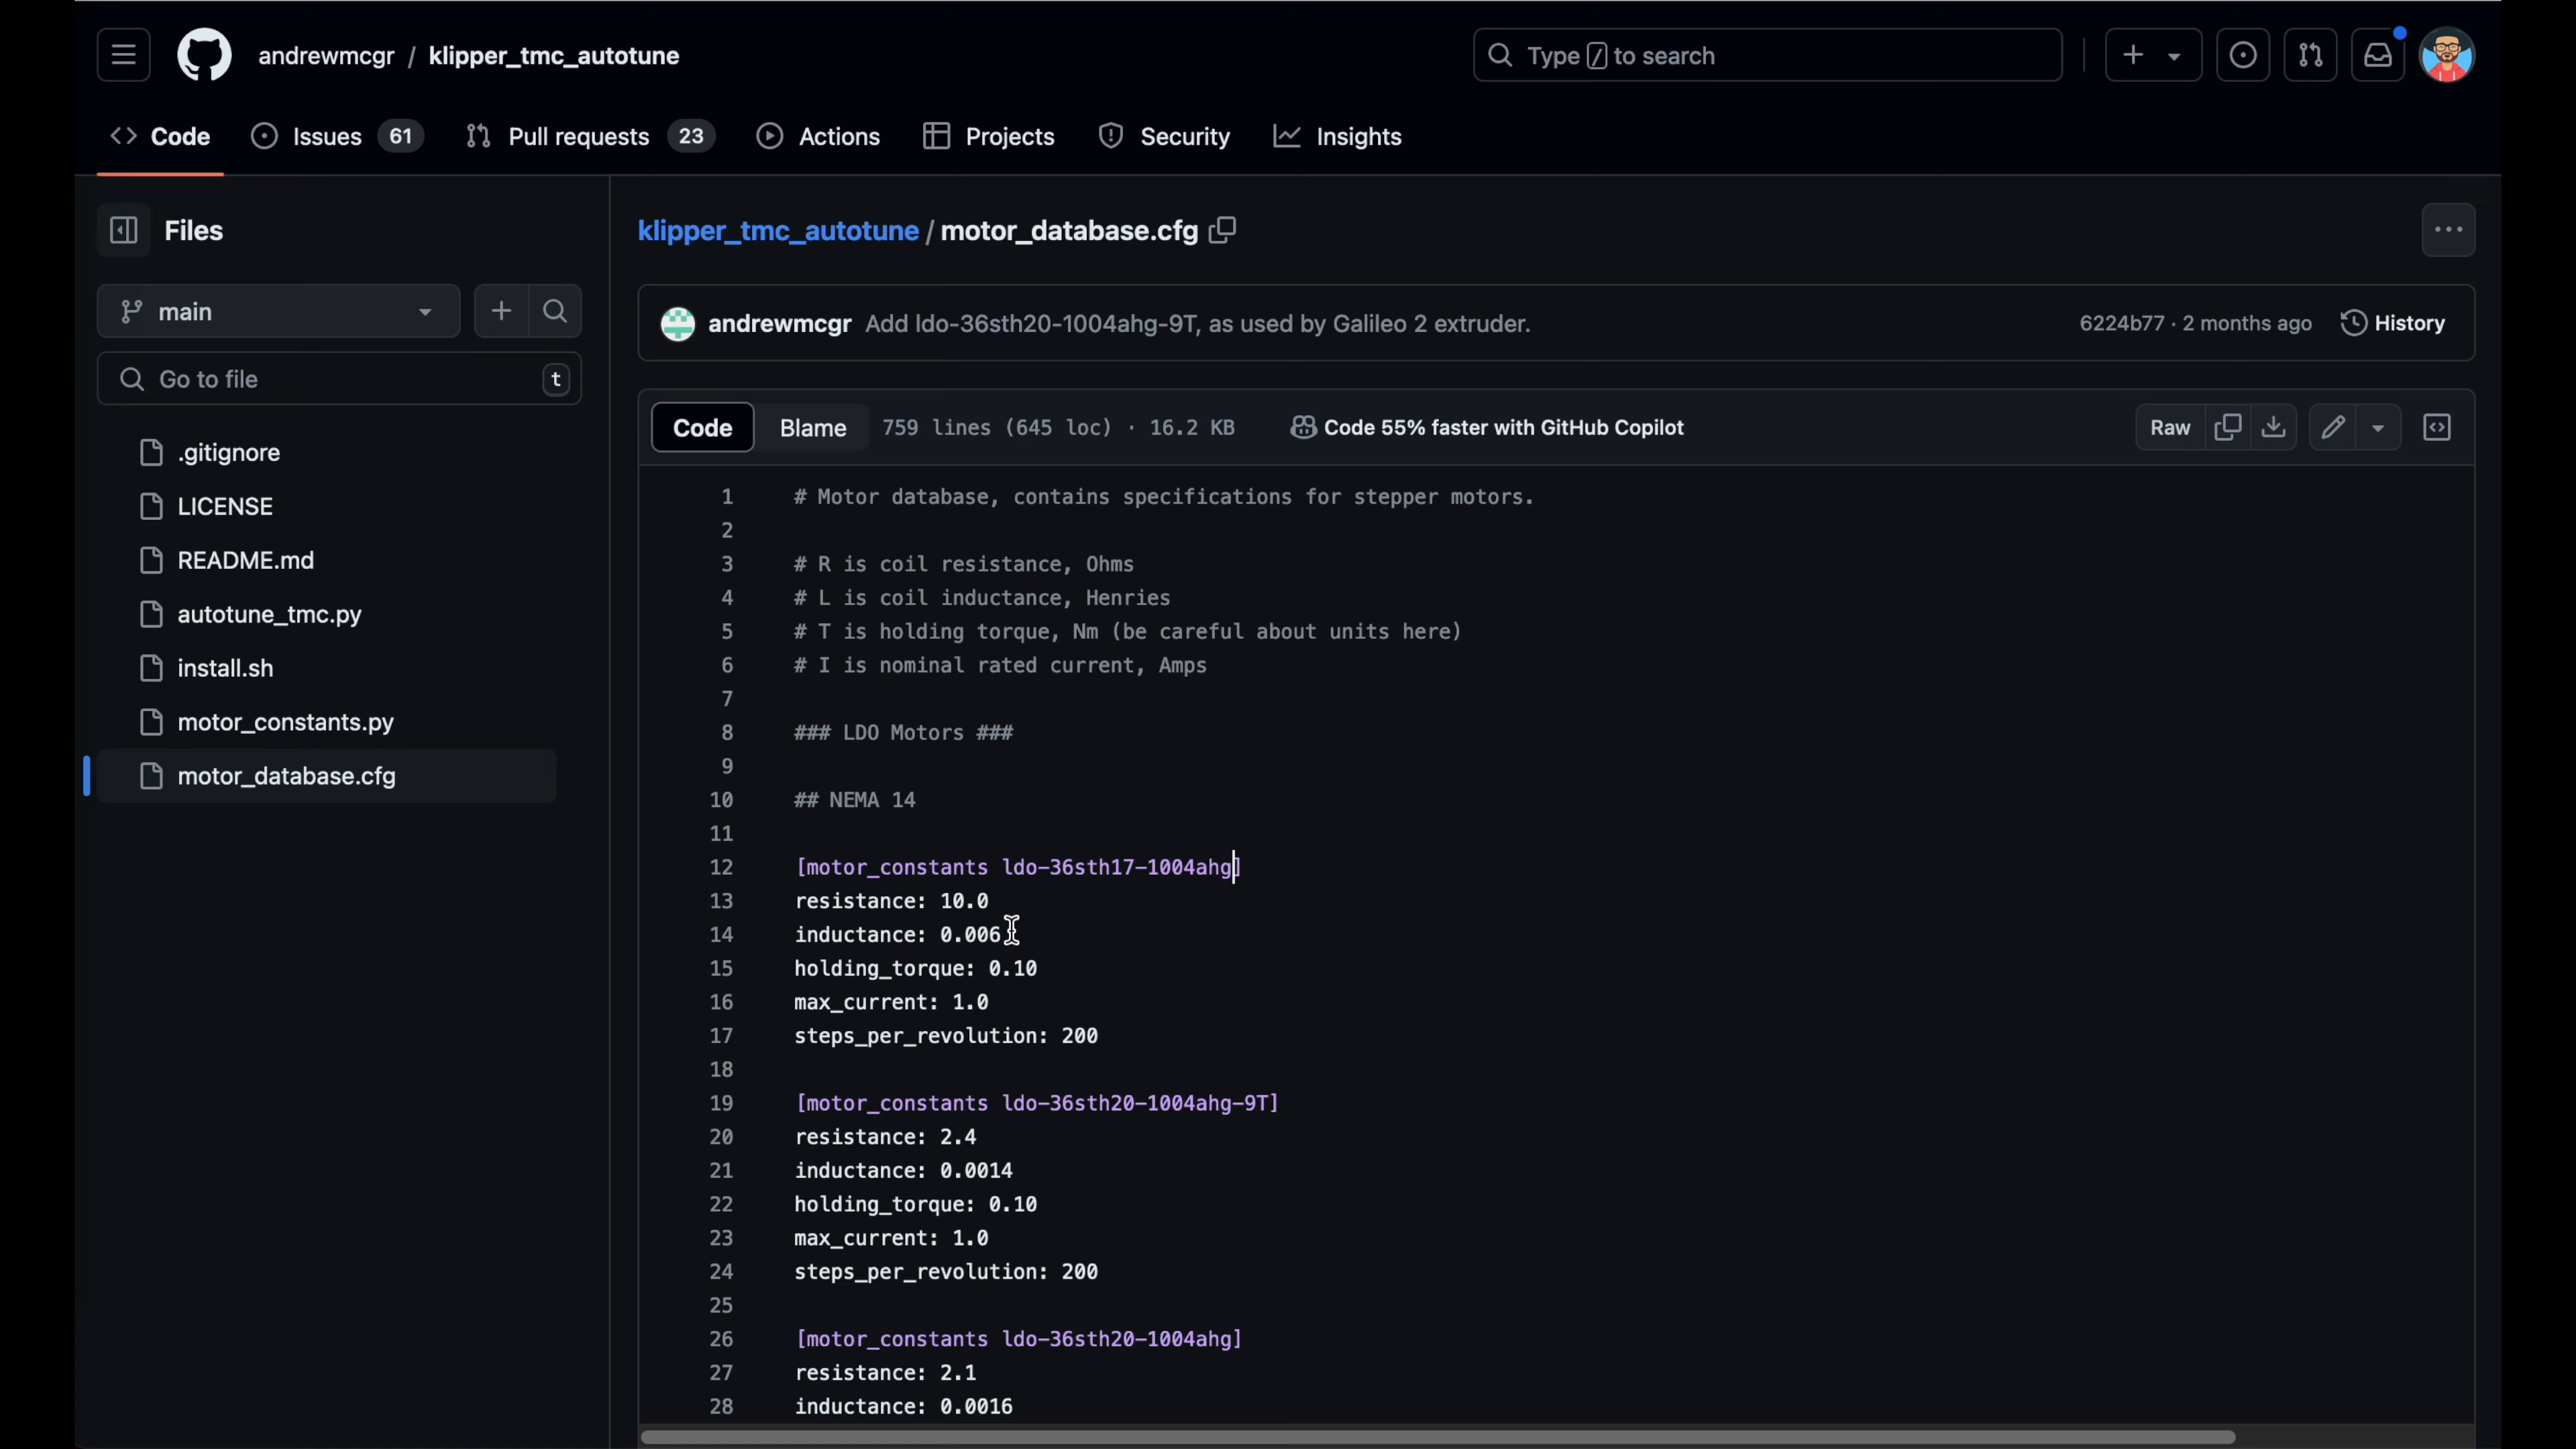 andrewmcgr / klipper_tmc_autotune
Type / to search
Code
Issues 61
Pull requests 23
Actions
Projects
Security
Insights
Files
main
Go to file
t
.gitignore
LICENSE
README.md
autotune_tmc.py
install.sh
motor_constants.py
motor_database.cfg
klipper_tmc_autotune / motor_database.cfg
andrewmcgr Add ldo-36sth20-1004ahg-9T, as used by Galileo 2 extruder.
6224b77 · 2 months ago
History
Code
Blame
759 lines (645 loc) · 16.2 KB
Code 55% faster with GitHub Copilot
Raw
1 # Motor database, contains specifications for stepper motors.
2
3 # R is coil resistance, Ohms
4 # L is coil inductance, Henries
5 # T is holding torque, Nm (be careful about units here)
6 # I is nominal rated current, Amps
7
8 ### LDO Motors ###
9
10 ## NEMA 14
11
12 [motor_constants ldo-36sth17-1004ahg]
13 resistance: 10.0
14 inductance: 0.006
15 holding_torque: 0.10
16 max_current: 1.0
17 steps_per_revolution: 200
18
19 [motor_constants ldo-36sth20-1004ahg-9T]
20 resistance: 2.4
21 inductance: 0.0014
22 holding_torque: 0.10
23 max_current: 1.0
24 steps_per_revolution: 200
25
26 [motor_constants ldo-36sth20-1004ahg]
27 resistance: 2.1
28 inductance: 0.0016